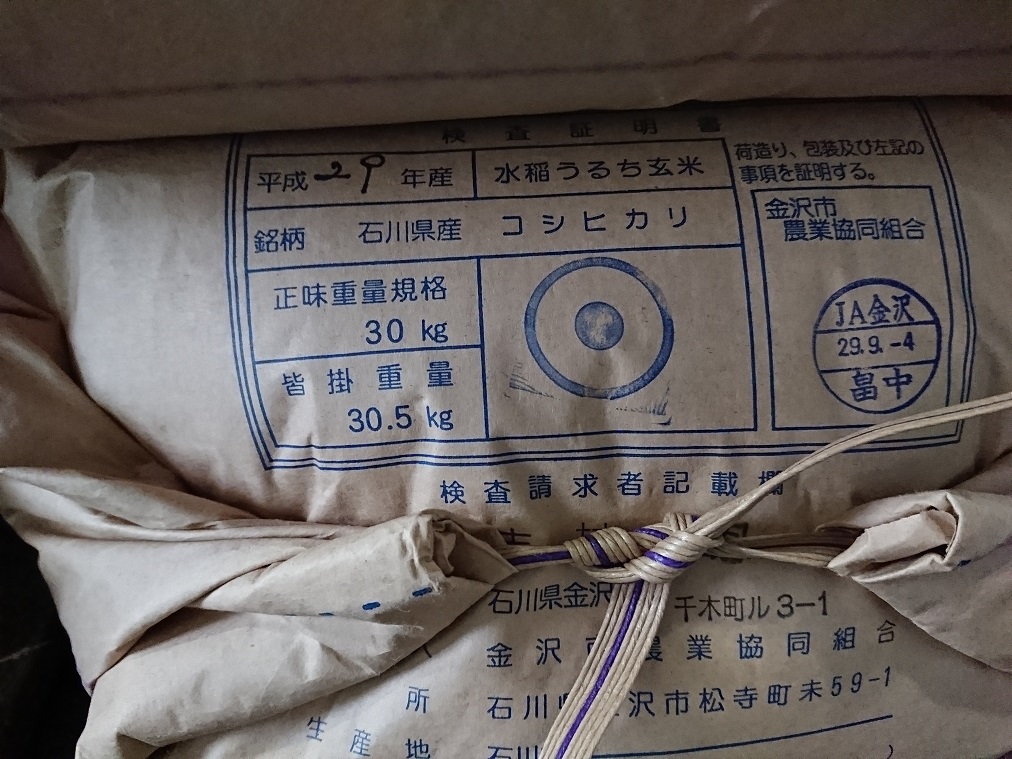 検査証明書
平成29年産 水稲うるち玄米
銘柄 石川県産 コシヒカリ
正味重量規格
30 kg
皆掛重量
30.5 kg
荷造り、包装及び左記の
事項を証明する。
金沢市
農業協同組合
JA金沢
29.9.-4
畠中
検査請求者記載欄
石川県金沢 千木町ル3-1
金沢 農業協同組合
所 石川 沢市松寺町未59-1
生産地 石川